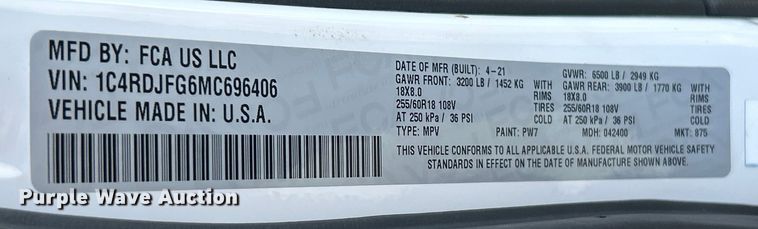 MFD BY: FCA US LLC
VIN: 1C4RDJFG6MC696406
VEHICLE MADE IN: U.S.A.
DATE OF MFR (BUILT): 4-21 GVWR: 6500 LB / 2949 KG
GAWR FRONT: 3200 LB / 1452 KG GAWR REAR: 3900 LB / 1770 KG
18X8.0 RIMS 18X8.0
255/60R18 108V TIRES 255/60R18 108V TIRES
AT 250 kPa / 36 PSI COLD AT 250 kPa / 36 PSI COLD
TYPE: MPV PAINT: PW7 MDH: 042400 MKT: 875
THIS VEHICLE CONFORMS TO ALL APPLICABLE U.S.A. FEDERAL MOTOR VEHICLE SAFETY
STANDARDS IN EFFECT ON THE DATE OF MANUFACTURE SHOWN ABOVE.
Purple Wave Auction